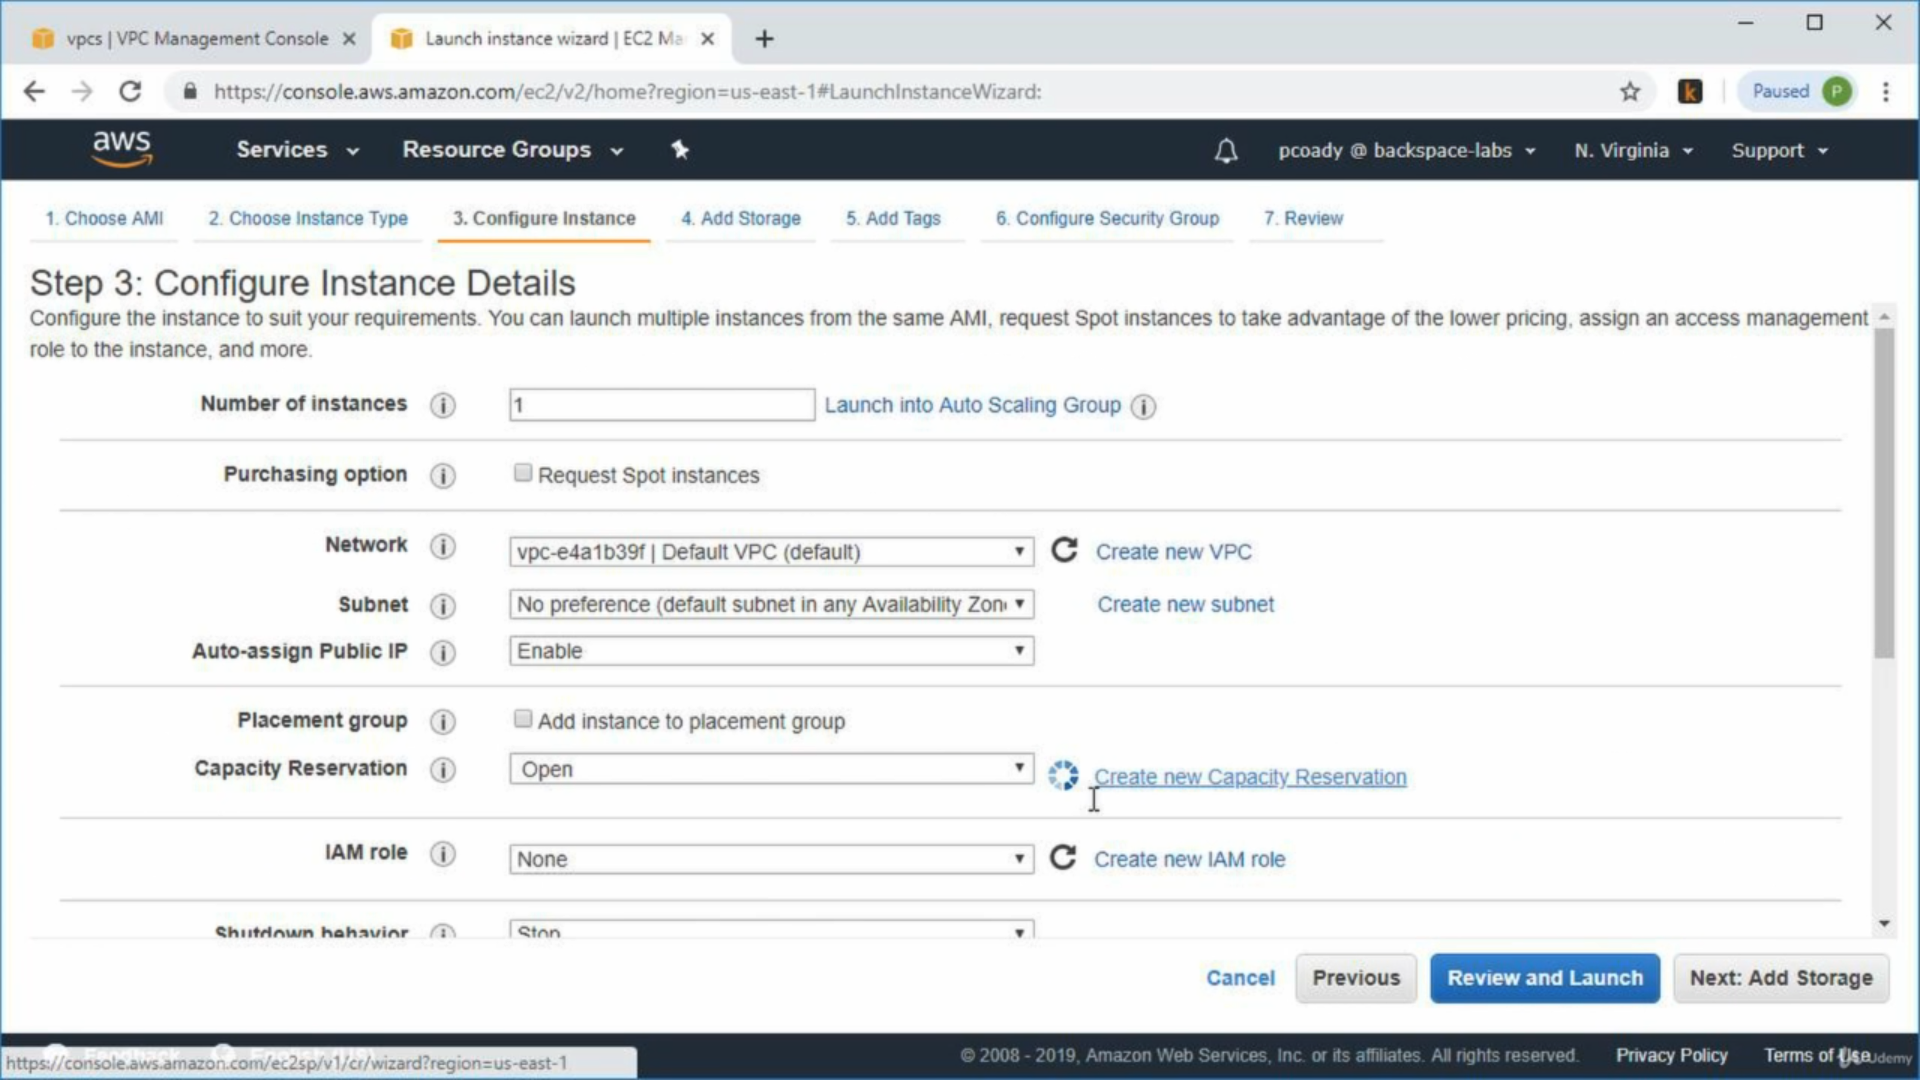 vpcs | VPC Management Console
Launch instance wizard | EC2 Ma
https://console.aws.amazon.com/ec2/v2/home?region=us-east-1#LaunchInstanceWizard:
k
Paused P
aws
Services
Resource Groups
pcoady @ backspace-labs
N. Virginia
Support
1. Choose AMI
2. Choose Instance Type
3. Configure Instance
4. Add Storage
5. Add Tags
6. Configure Security Group
7. Review
Step 3: Configure Instance Details
Configure the instance to suit your requirements. You can launch multiple instances from the same AMI, request Spot instances to take advantage of the lower pricing, assign an access management
role to the instance, and more.
Number of instances i 1 Launch into Auto Scaling Group i
Purchasing option i Request Spot instances
Network i vpc-e4a1b39f | Default VPC (default) Create new VPC
Subnet i No preference (default subnet in any Availability Zon Create new subnet
Auto-assign Public IP i Enable
Placement group i Add instance to placement group
Capacity Reservation i Open Create new Capacity Reservation
IAM role i None Create new IAM role
Shutdown behavior i Stop
Cancel
Previous
Review and Launch
Next: Add Storage
Feedback English (US)
https://console.aws.amazon.com/ec2sp/v1/cr/wizard?region=us-east-1
© 2008 - 2019, Amazon Web Services, Inc. or its affiliates. All rights reserved.
Privacy Policy
Terms of Use
Udemy